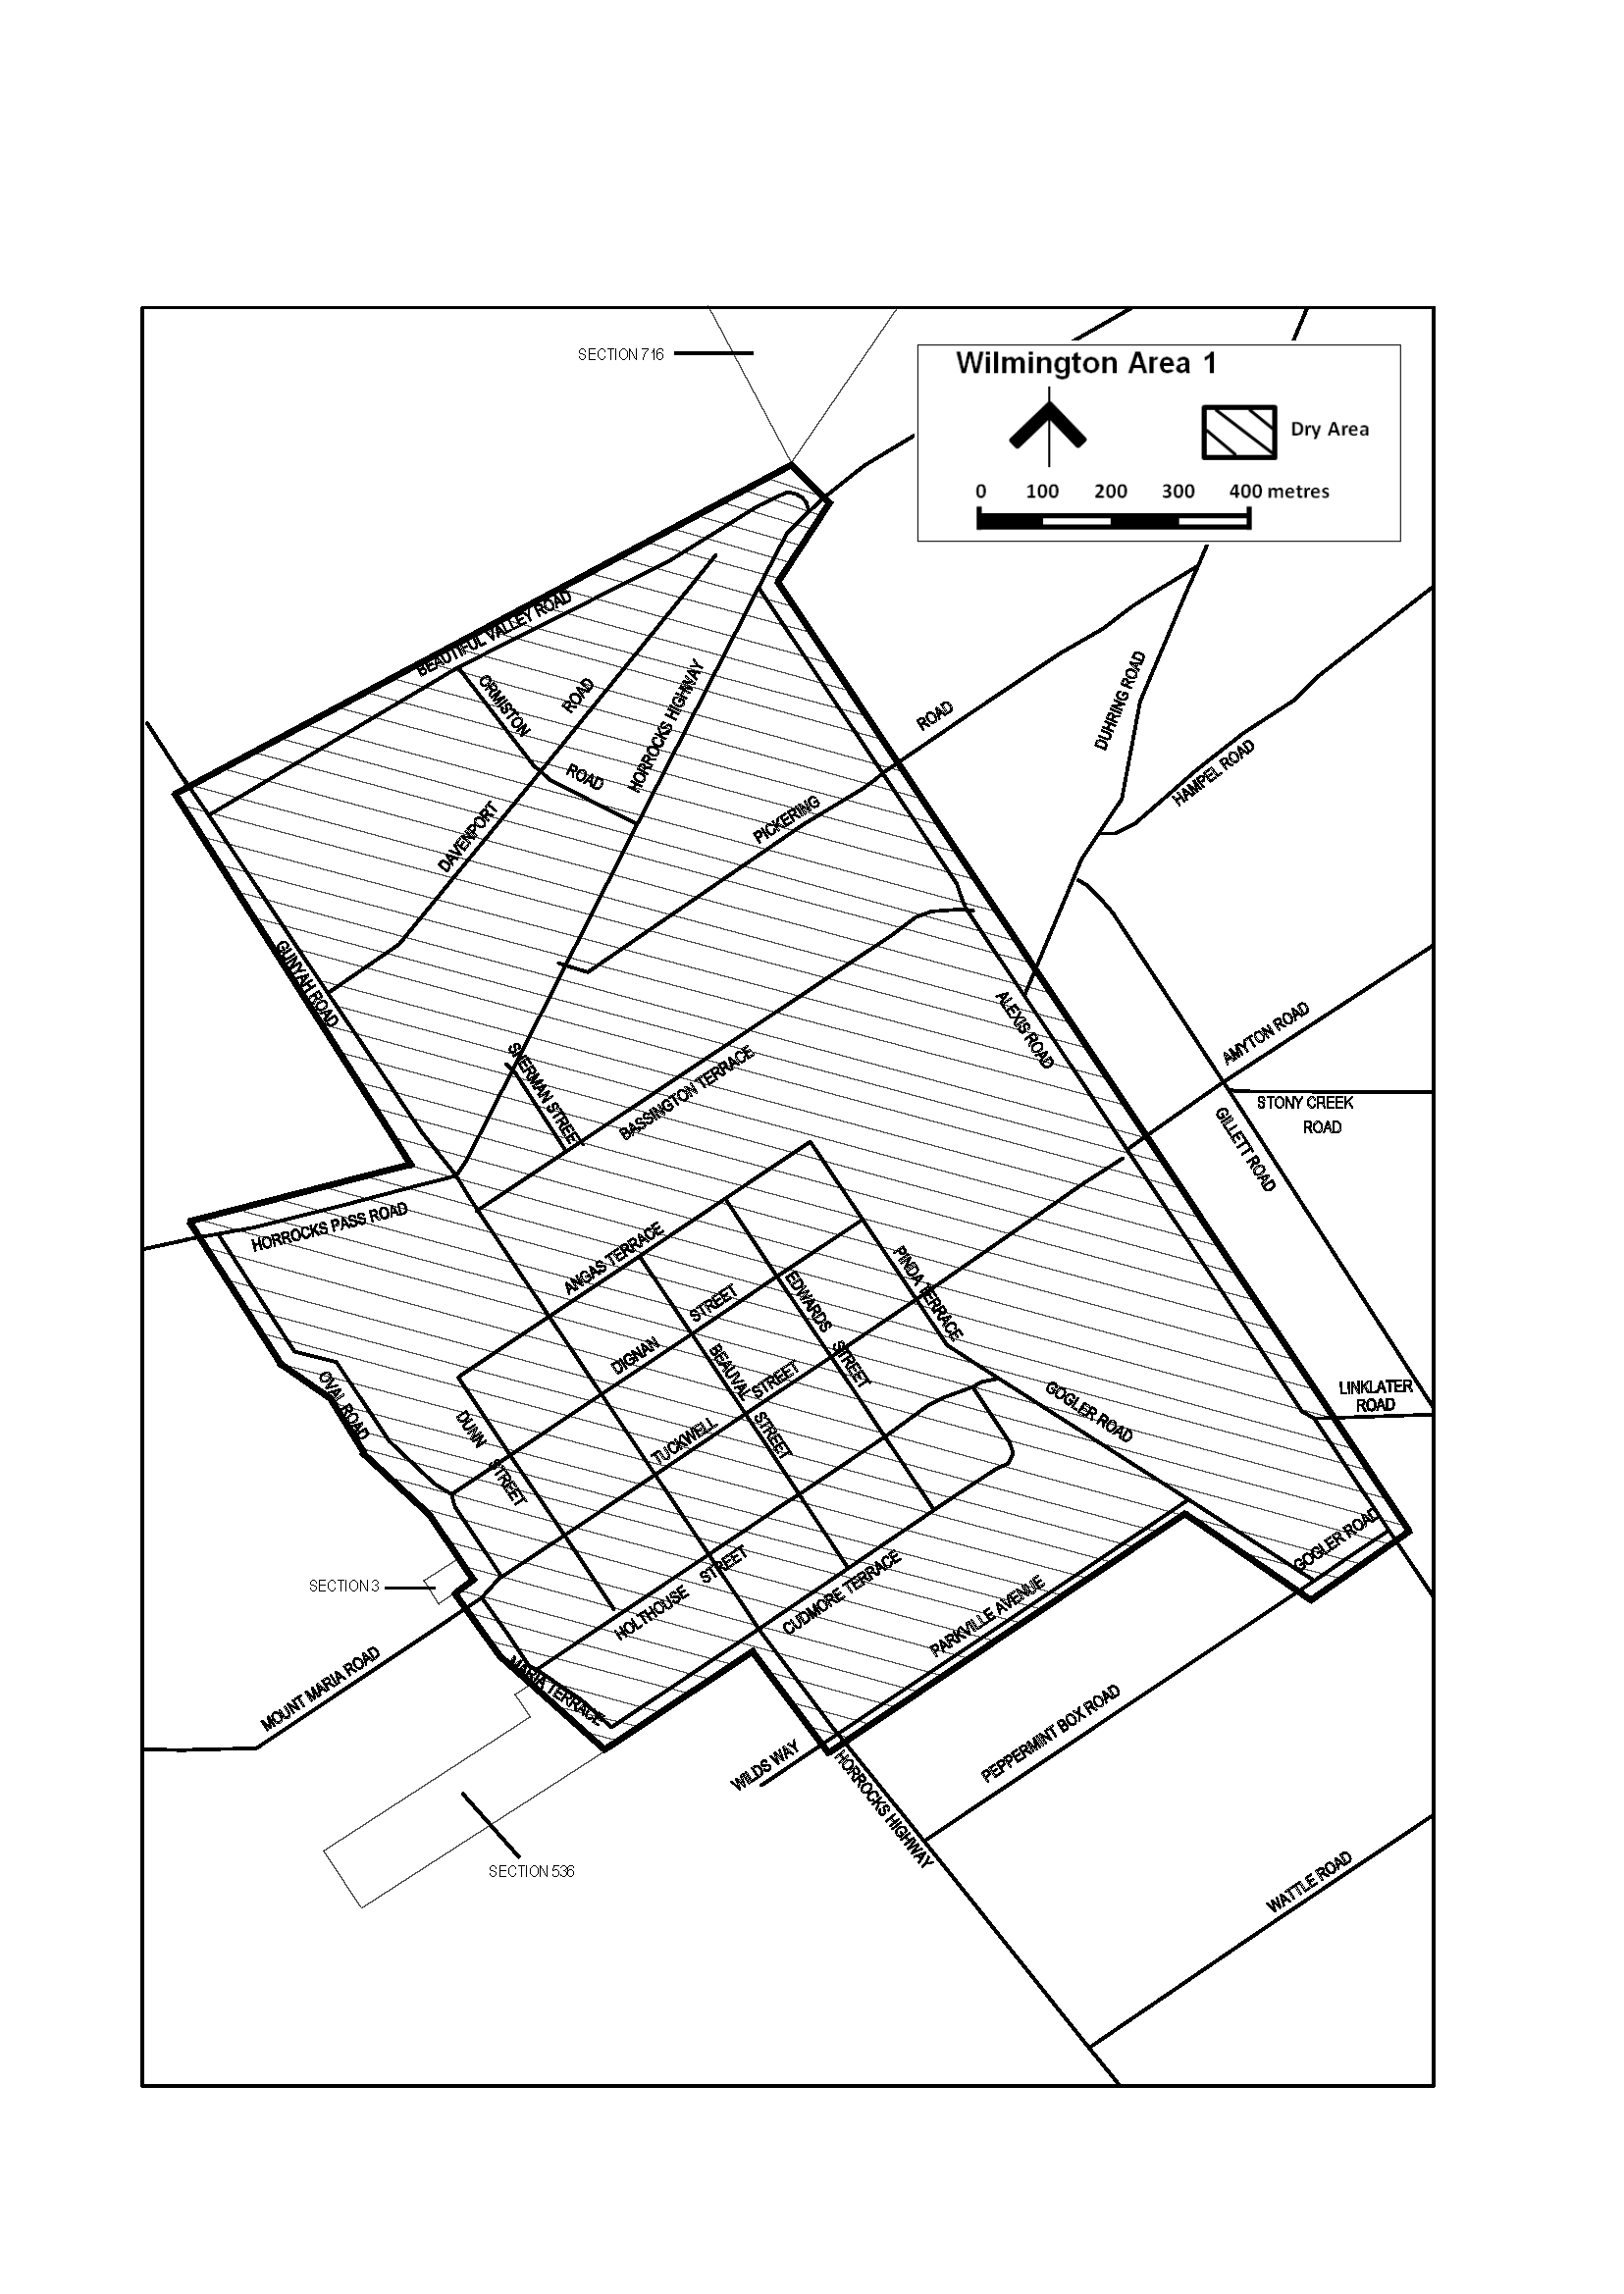 SECTION 716
Wilmington Area 1
Dry Area
0 100 200 300 400 metres
BEAUTIFUL VALLEY ROAD
ORMISTON
ROAD
ROAD
HORROCKS HIGHWAY
DAVENPORT
PICKERING
ROAD
DUHRING ROAD
HAMPEL ROAD
GUNYAH ROAD
ALEXIS ROAD
AMYTON ROAD
SHERMAN STREET
BASSINGTON TERRACE
STONY CREEK
ROAD
GILLETT ROAD
HORROCKS PASS ROAD
ANGAS TERRACE
PINDA TERRACE
EDWARDS
STREET
DIGNAN
STREET
BEAUVAL
STREET
TUCKWELL
STREET
OVAL ROAD
DUNN
STREET
GOGLER ROAD
LINKLATER
ROAD
GOGLER ROAD
SECTION 3
HOLTHOUSE
STREET
CUDMORE TERRACE
PARKVILLE AVENUE
MOUNT MARIA ROAD
MARIA TERRACE
WILDS WAY
PEPPERMINT BOX ROAD
HORROCKS HIGHWAY
SECTION 536
WATTLE ROAD